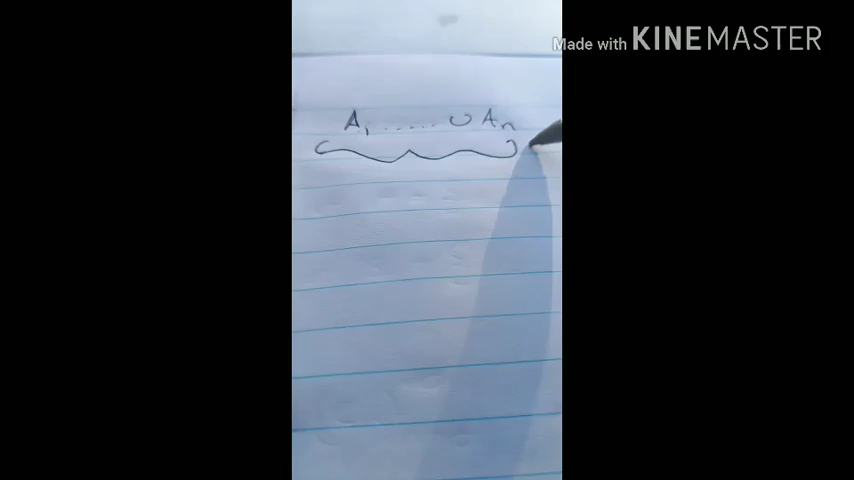 Made with KINEMASTER
A₁ ...... ∪ Aₙ